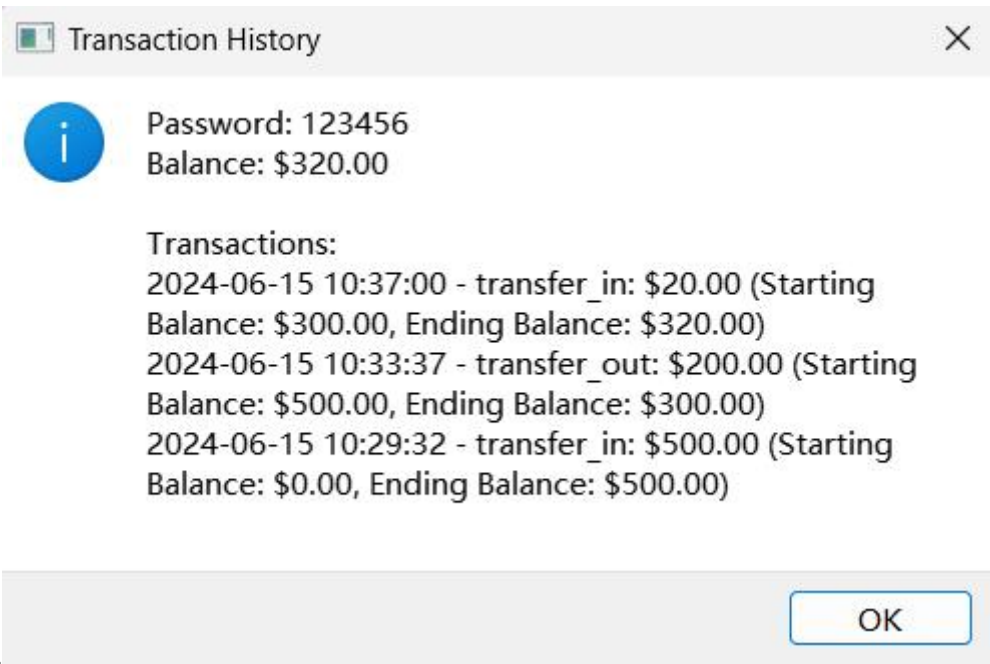 Transaction History
Password: 123456
Balance: $320.00
Transactions:
2024-06-15 10:37:00 - transfer_in: $20.00 (Starting
Balance: $300.00, Ending Balance: $320.00)
2024-06-15 10:33:37 - transfer_out: $200.00 (Starting
Balance: $500.00, Ending Balance: $300.00)
2024-06-15 10:29:32 - transfer_in: $500.00 (Starting
Balance: $0.00, Ending Balance: $500.00)
OK